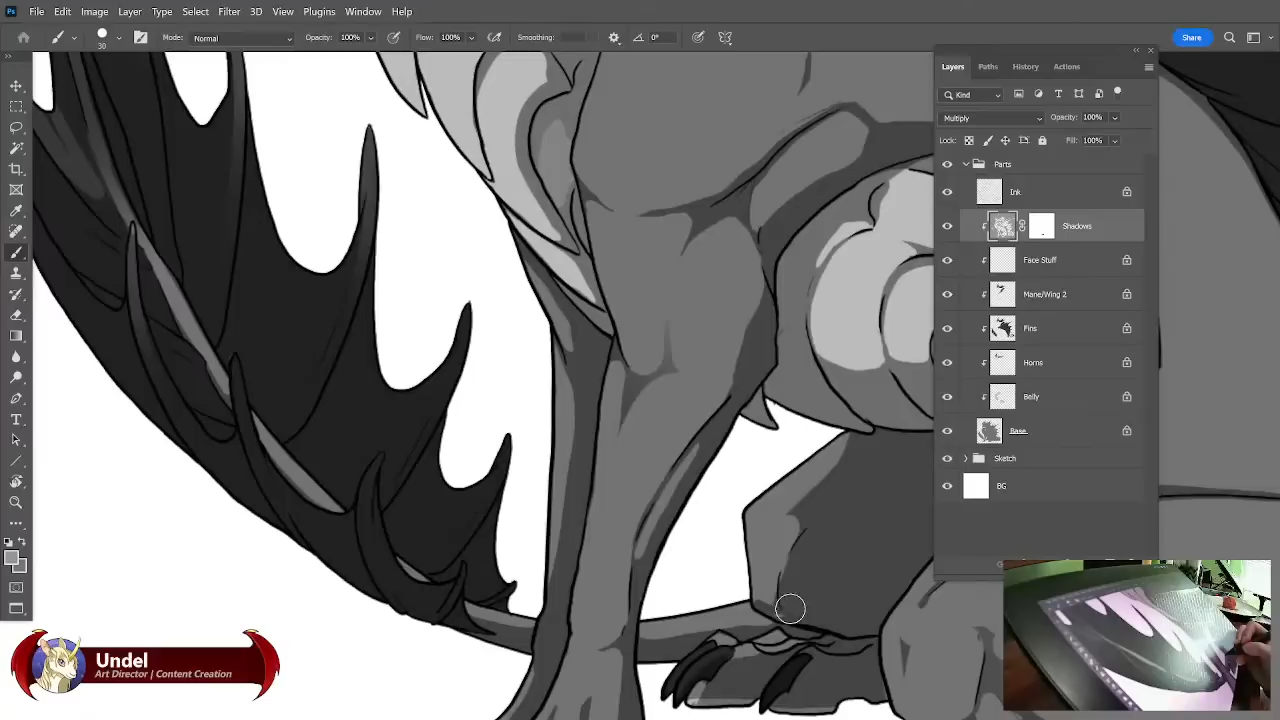 Ps File Edit Image Layer Type Select Filter 3D View Plugins Window Help
30 Mode: Normal Opacity: 100% Flow: 100% Smoothing: 0° Share
Layers Paths History Actions
Kind
Multiply Opacity: 100%
Lock: Fill: 100%
Parts
Ink
Shadows
Face Stuff
Mane/Wing 2
Fins
Horns
Belly
Base
Sketch
BG
Undel
Art Director | Content Creation